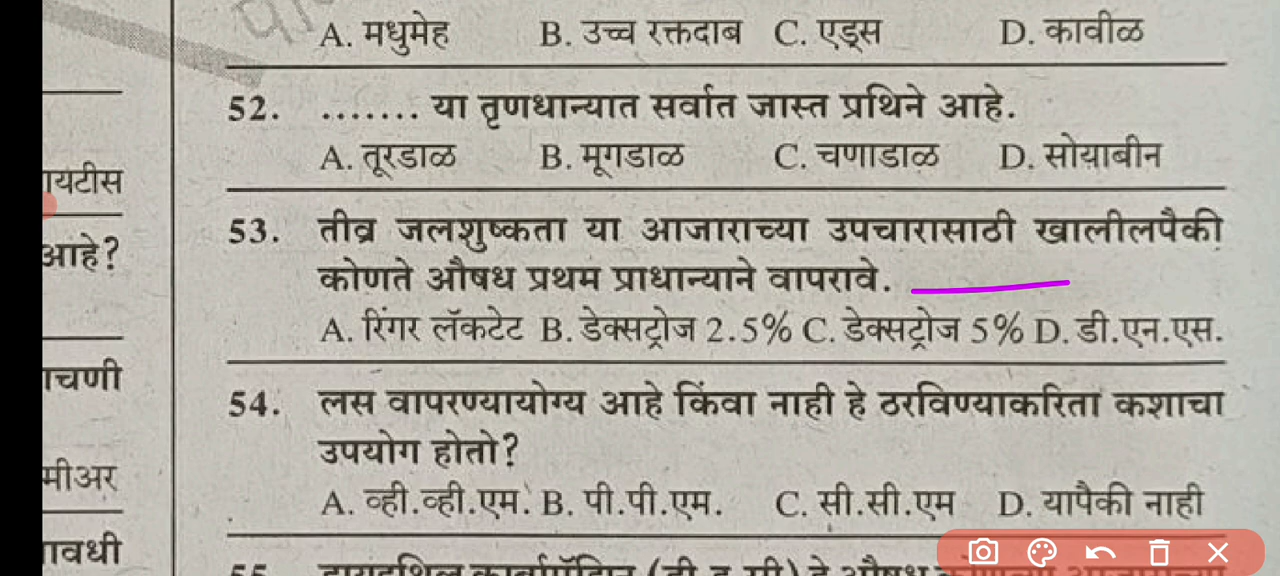 A. मधुमेह B. उच्च रक्तदाब C. एड्स D. कावीळ
52. ....... या तृणधान्यात सर्वात जास्त प्रथिने आहे.
A. तूरडाळ B. मूगडाळ C. चणाडाळ D. सोयाबीन
यटीस
53. तीव्र जलशुष्कता या आजाराच्या उपचारासाठी खालीलपैकी
आहे?
कोणते औषध प्रथम प्राधान्याने वापरावे.
A. रिंगर लॅकटेट B. डेक्सट्रोज 2.5% C. डेक्सट्रोज 5% D. डी.एन.एस.
चणी
54. लस वापरण्यायोग्य आहे किंवा नाही हे ठरविण्याकरिता कशाचा
उपयोग होतो?
मीअर
A. व्ही.व्ही.एम. B. पी.पी.एम. C. सी.सी.एम D. यापैकी नाही
वधी
55.